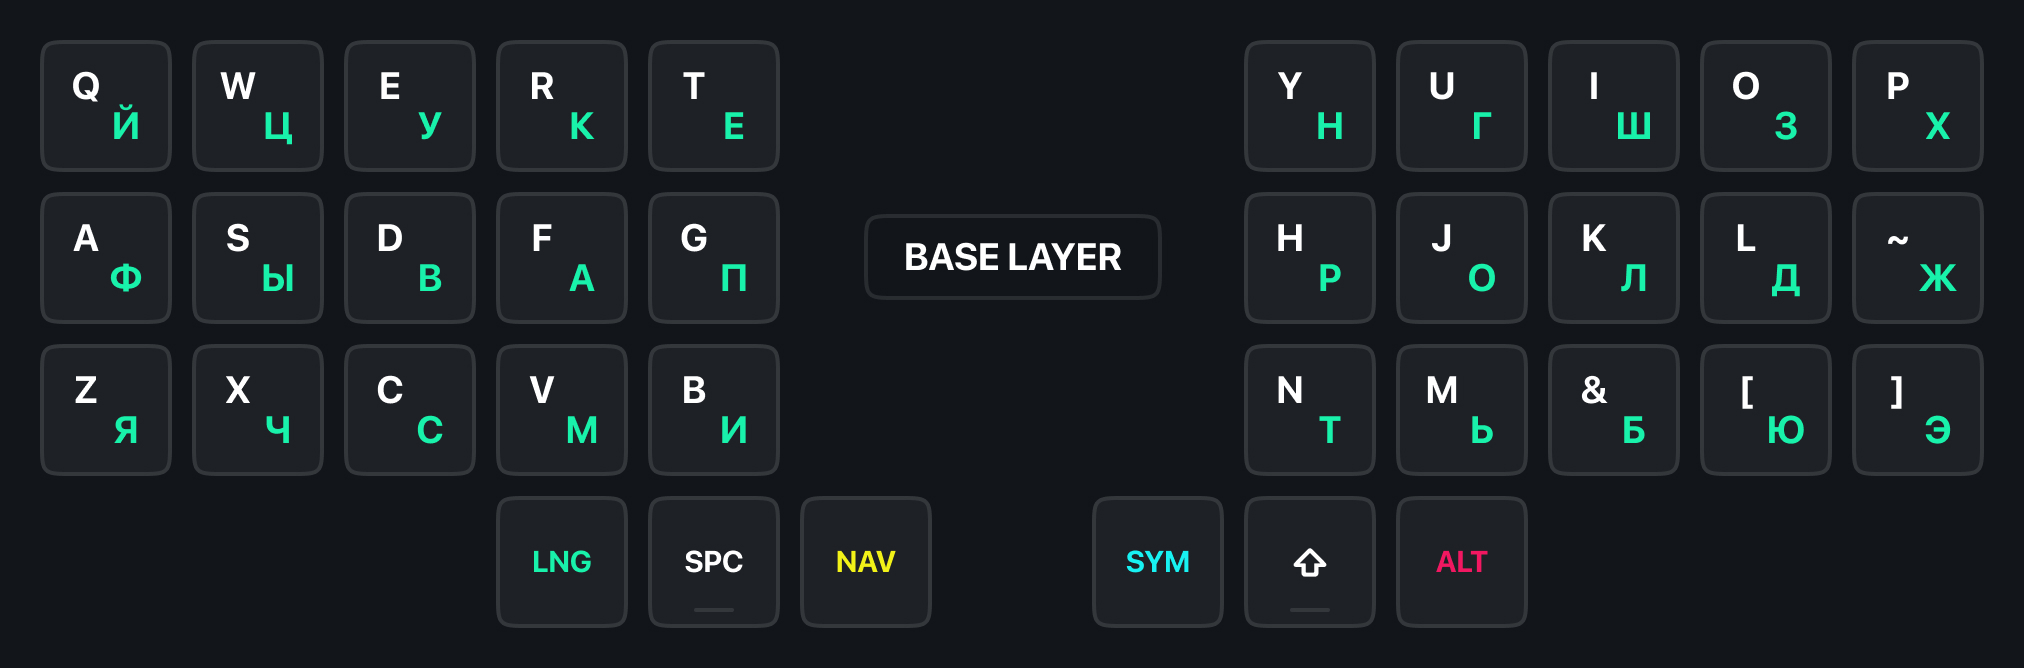 Q W E R T Y U I O P
Й Ц У К Е Н Г Ш З Х
A S D F G H J K L ~
Ф Ы В А П Р О Л Д Ж
BASE LAYER
Z X C V B N M & [ ]
Я Ч С М И Т Ь Б Ю Э
LNG SPC NAV SYM ALT